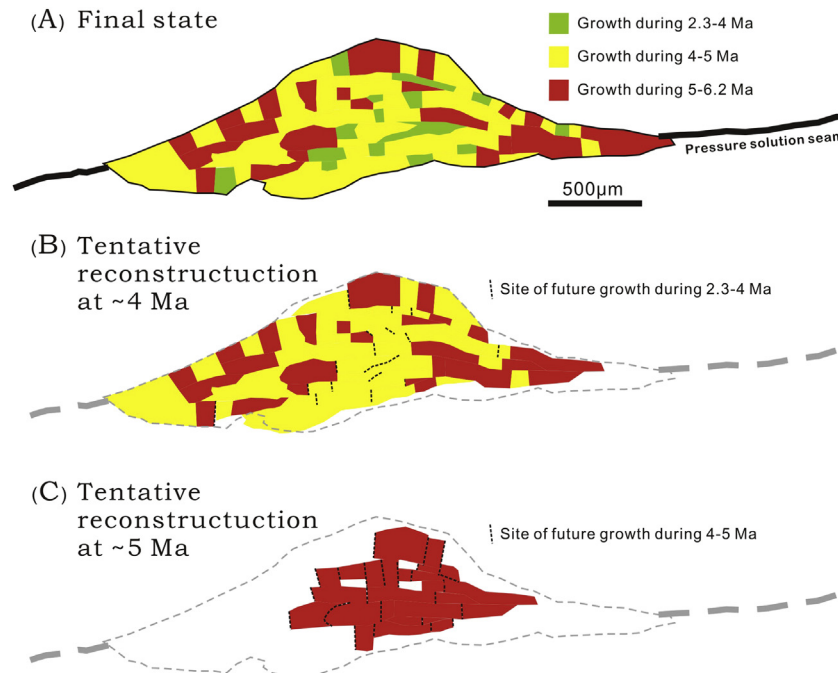 (A) Final state
Growth during 2.3-4 Ma
Growth during 4-5 Ma
Growth during 5-6.2 Ma
Pressure solution seam
500μm
(B) Tentative
reconstructuction
at ~4 Ma
Site of future growth during 2.3-4 Ma
(C) Tentative
reconstructuction
at ~5 Ma
Site of future growth during 4-5 Ma